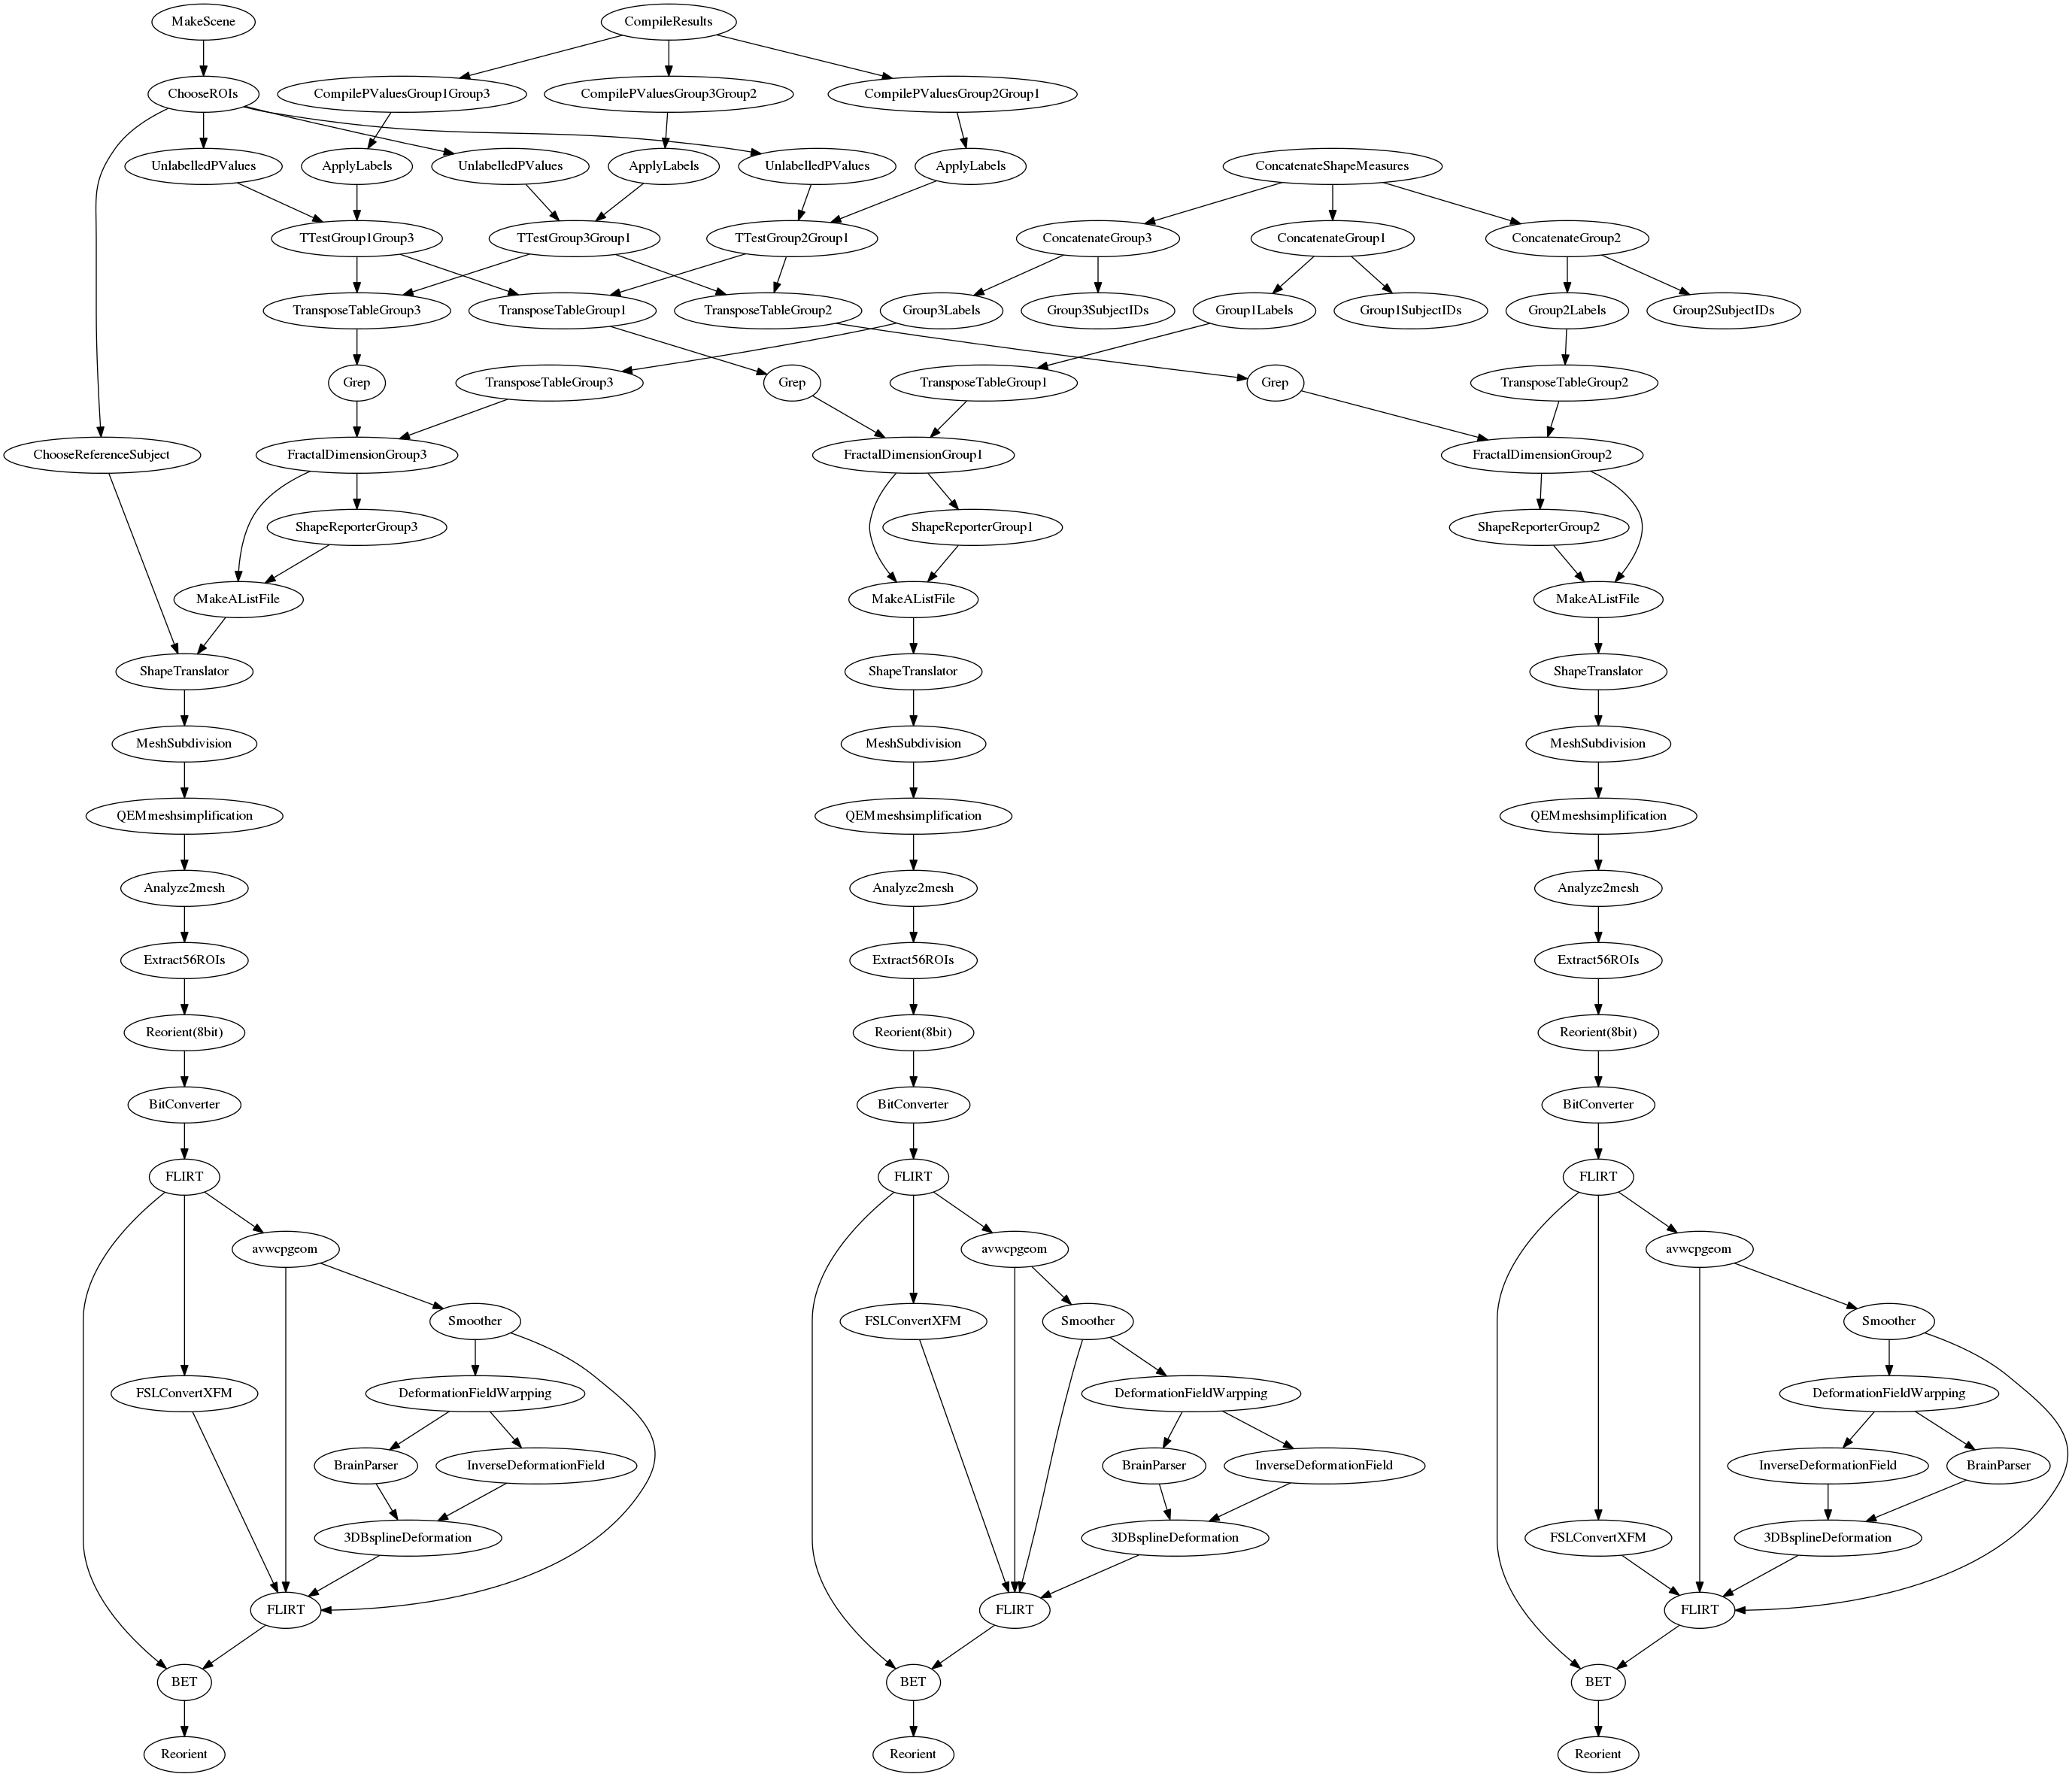 MakeScene
CompileResults
ChooseROIs
CompilePValuesGroup1Group3
CompilePValuesGroup3Group2
CompilePValuesGroup2Group1
UnlabelledPValues
ApplyLabels
UnlabelledPValues
ApplyLabels
UnlabelledPValues
ApplyLabels
ConcatenateShapeMeasures
TTestGroup1Group3
TTestGroup3Group1
TTestGroup2Group1
ConcatenateGroup3
ConcatenateGroup1
ConcatenateGroup2
TransposeTableGroup3
TransposeTableGroup1
TransposeTableGroup2
Group3Labels
Group3SubjectIDs
Group1Labels
Group1SubjectIDs
Group2Labels
Group2SubjectIDs
Grep
TransposeTableGroup3
Grep
TransposeTableGroup1
Grep
TransposeTableGroup2
ChooseReferenceSubject
FractalDimensionGroup3
FractalDimensionGroup1
FractalDimensionGroup2
ShapeReporterGroup3
ShapeReporterGroup1
ShapeReporterGroup2
MakeAListFile
MakeAListFile
MakeAListFile
ShapeTranslator
ShapeTranslator
ShapeTranslator
MeshSubdivision
MeshSubdivision
MeshSubdivision
QEMmeshsimplification
QEMmeshsimplification
QEMmeshsimplification
Analyze2mesh
Analyze2mesh
Analyze2mesh
Extract56ROIs
Extract56ROIs
Extract56ROIs
Reorient(8bit)
Reorient(8bit)
Reorient(8bit)
BitConverter
BitConverter
BitConverter
FLIRT
FLIRT
FLIRT
avwcpgeom
avwcpgeom
avwcpgeom
Smoother
FSLConvertXFM
Smoother
Smoother
FSLConvertXFM
DeformationFieldWarpping
DeformationFieldWarpping
DeformationFieldWarpping
BrainParser
InverseDeformationField
BrainParser
InverseDeformationField
InverseDeformationField
BrainParser
3DBsplineDeformation
3DBsplineDeformation
FSLConvertXFM
3DBsplineDeformation
FLIRT
FLIRT
FLIRT
BET
BET
BET
Reorient
Reorient
Reorient